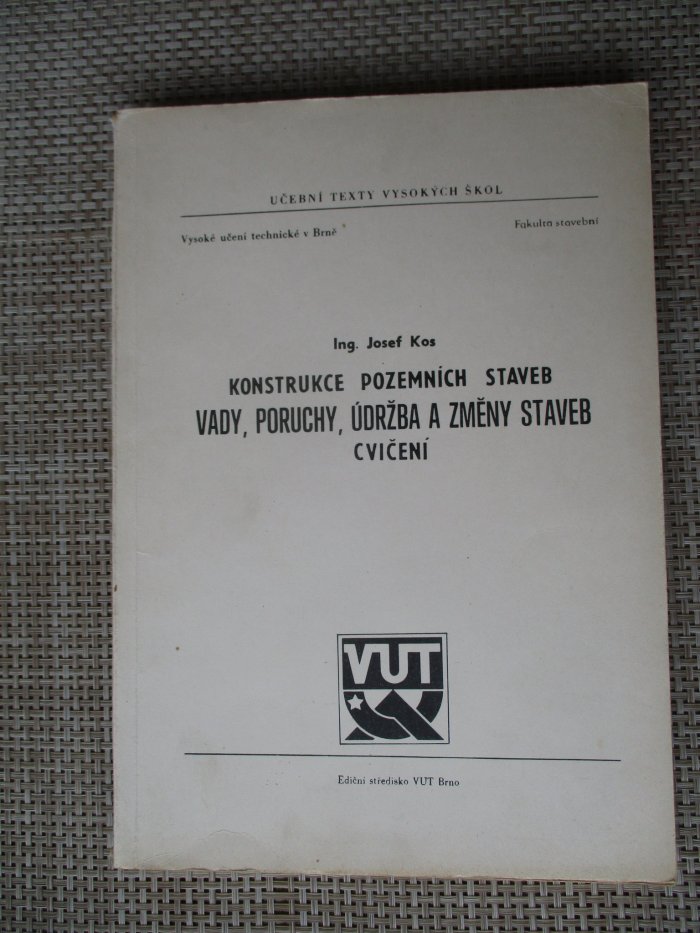 UČEBNÍ TEXTY VYSOKÝCH ŠKOL
Vysoké učení technické v Brně
Fakulta stavební
Ing. Josef Kos
KONSTRUKCE POZEMNÍCH STAVEB
VADY, PORUCHY, ÚDRŽBA A ZMĚNY STAVEB
CVIČENÍ
VUT
Ediční středisko VUT Brno